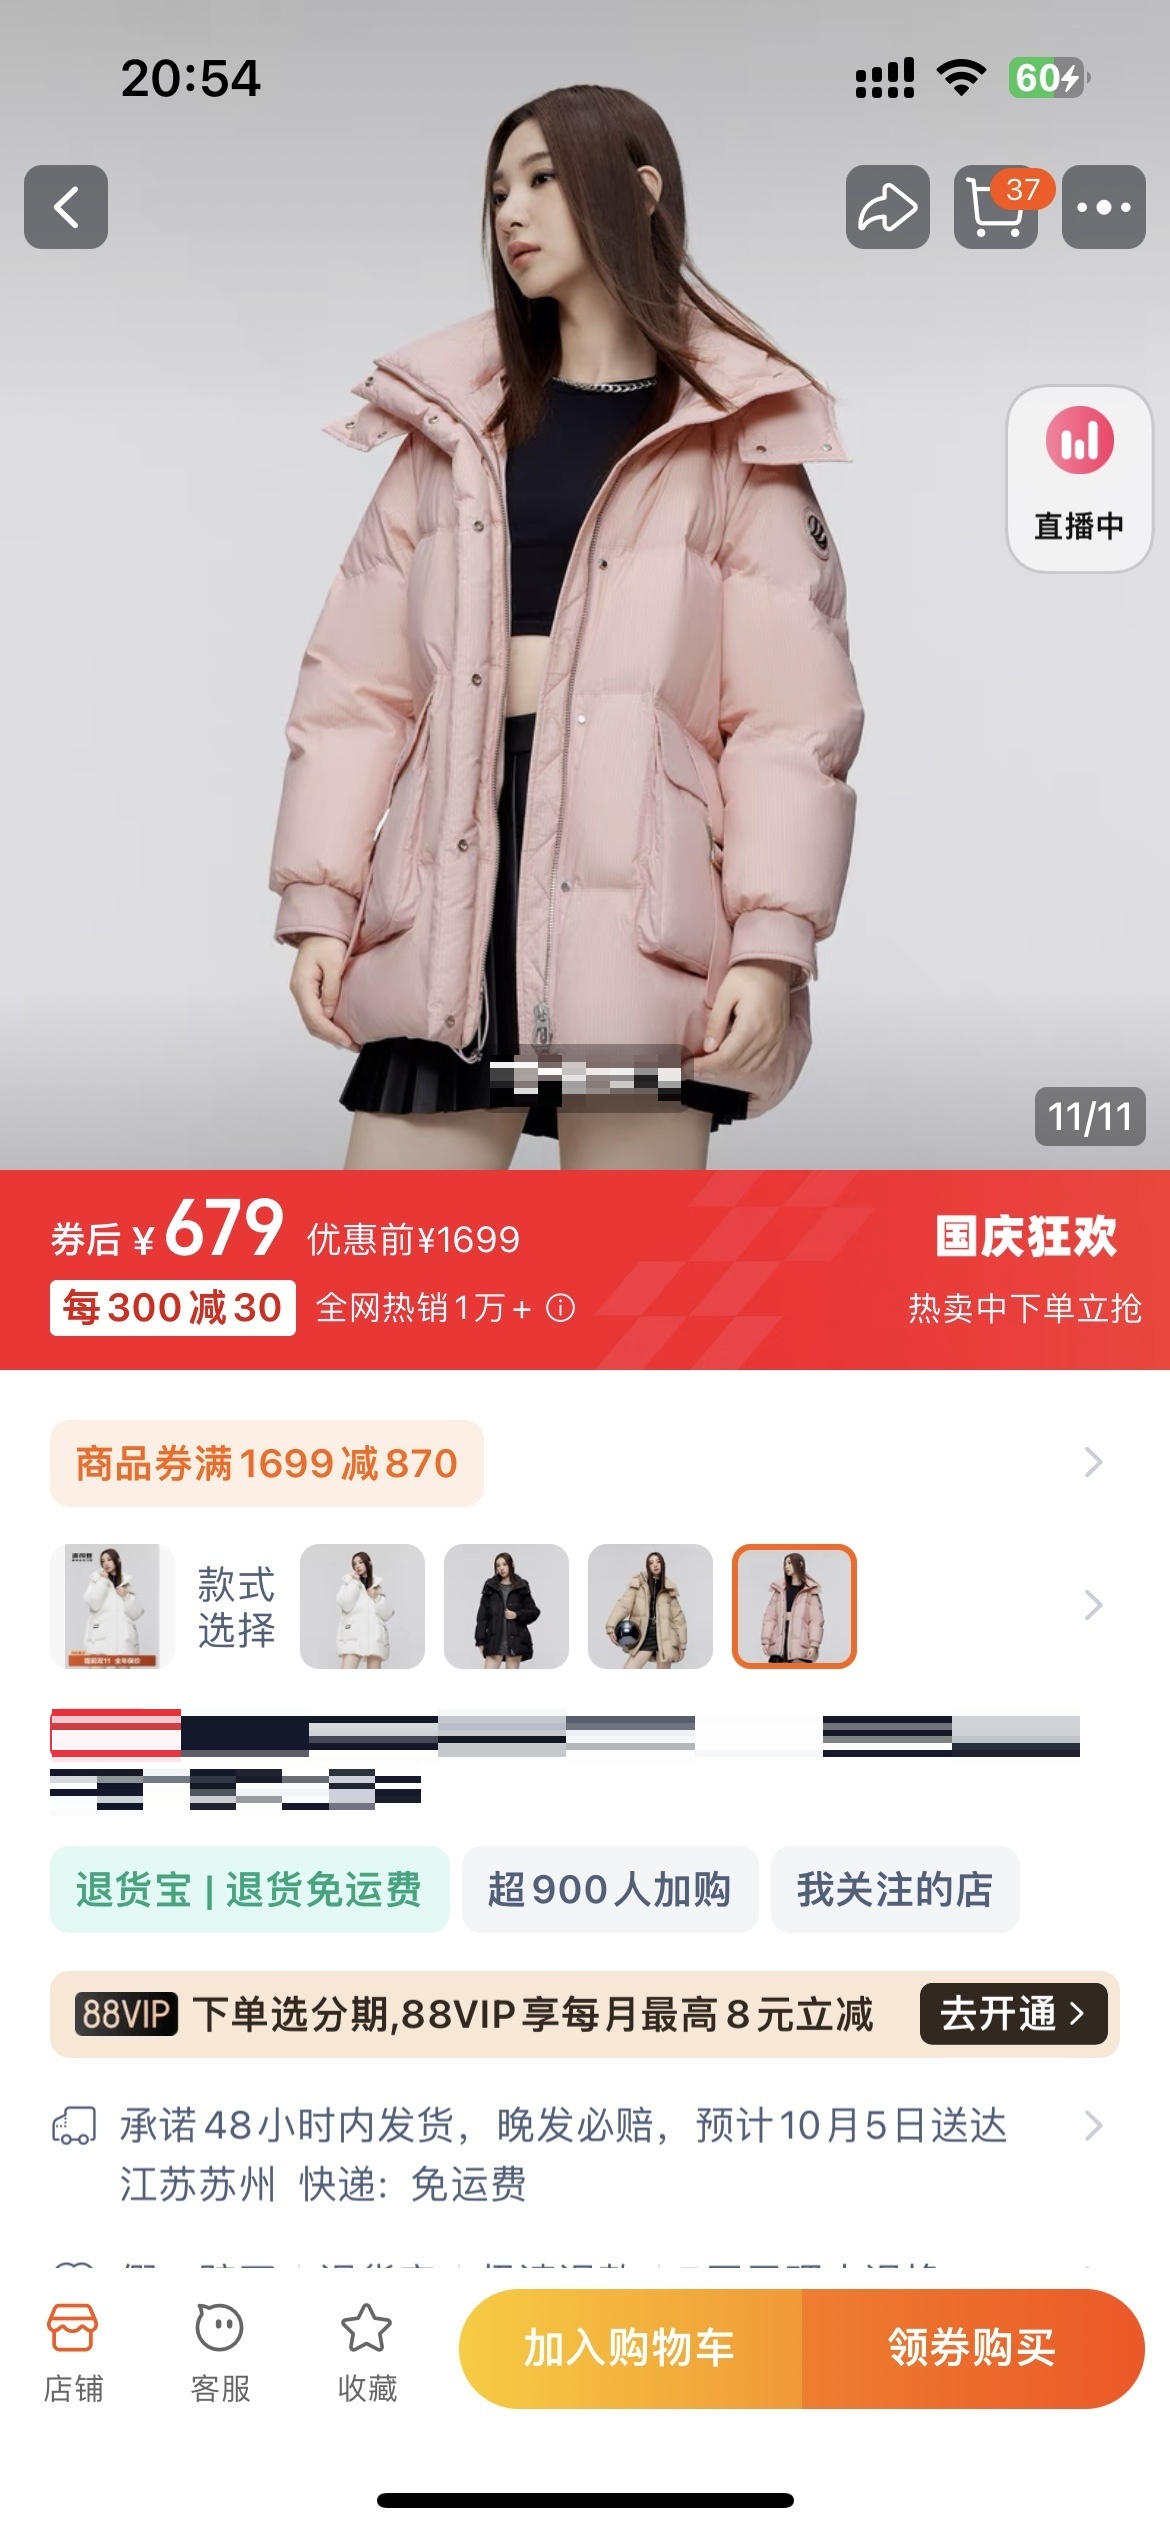 20:54
60
37
直播中
11/11
券后 ¥679 优惠前¥1699
国庆狂欢
每300减30 全网热销1万+
热卖中下单立抢
商品券满1699减870
款式
选择
退货宝 | 退货免运费 超900人加购 我关注的店
88VIP 下单选分期,88VIP享每月最高8元立减 去开通
承诺48小时内发货，晚发必赔，预计10月5日送达
江苏苏州 快递：免运费
店铺 客服 收藏 加入购物车 领券购买